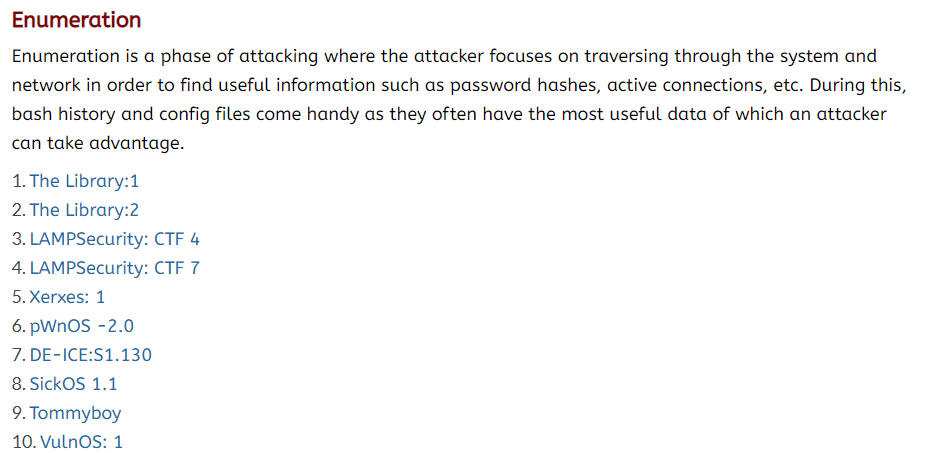 Enumeration
Enumeration is a phase of attacking where the attacker focuses on traversing through the system and
network in order to find useful information such as password hashes, active connections, etc. During this,
bash history and config files come handy as they often have the most useful data of which an attacker
can take advantage.
1. The Library:1
2. The Library:2
3. LAMPSecurity: CTF 4
4. LAMPSecurity: CTF 7
5. Xerxes: 1
6. pWnOS -2.0
7. DE-ICE:S1.130
8. SickOS 1.1
9. Tommyboy
10. VulnOS: 1